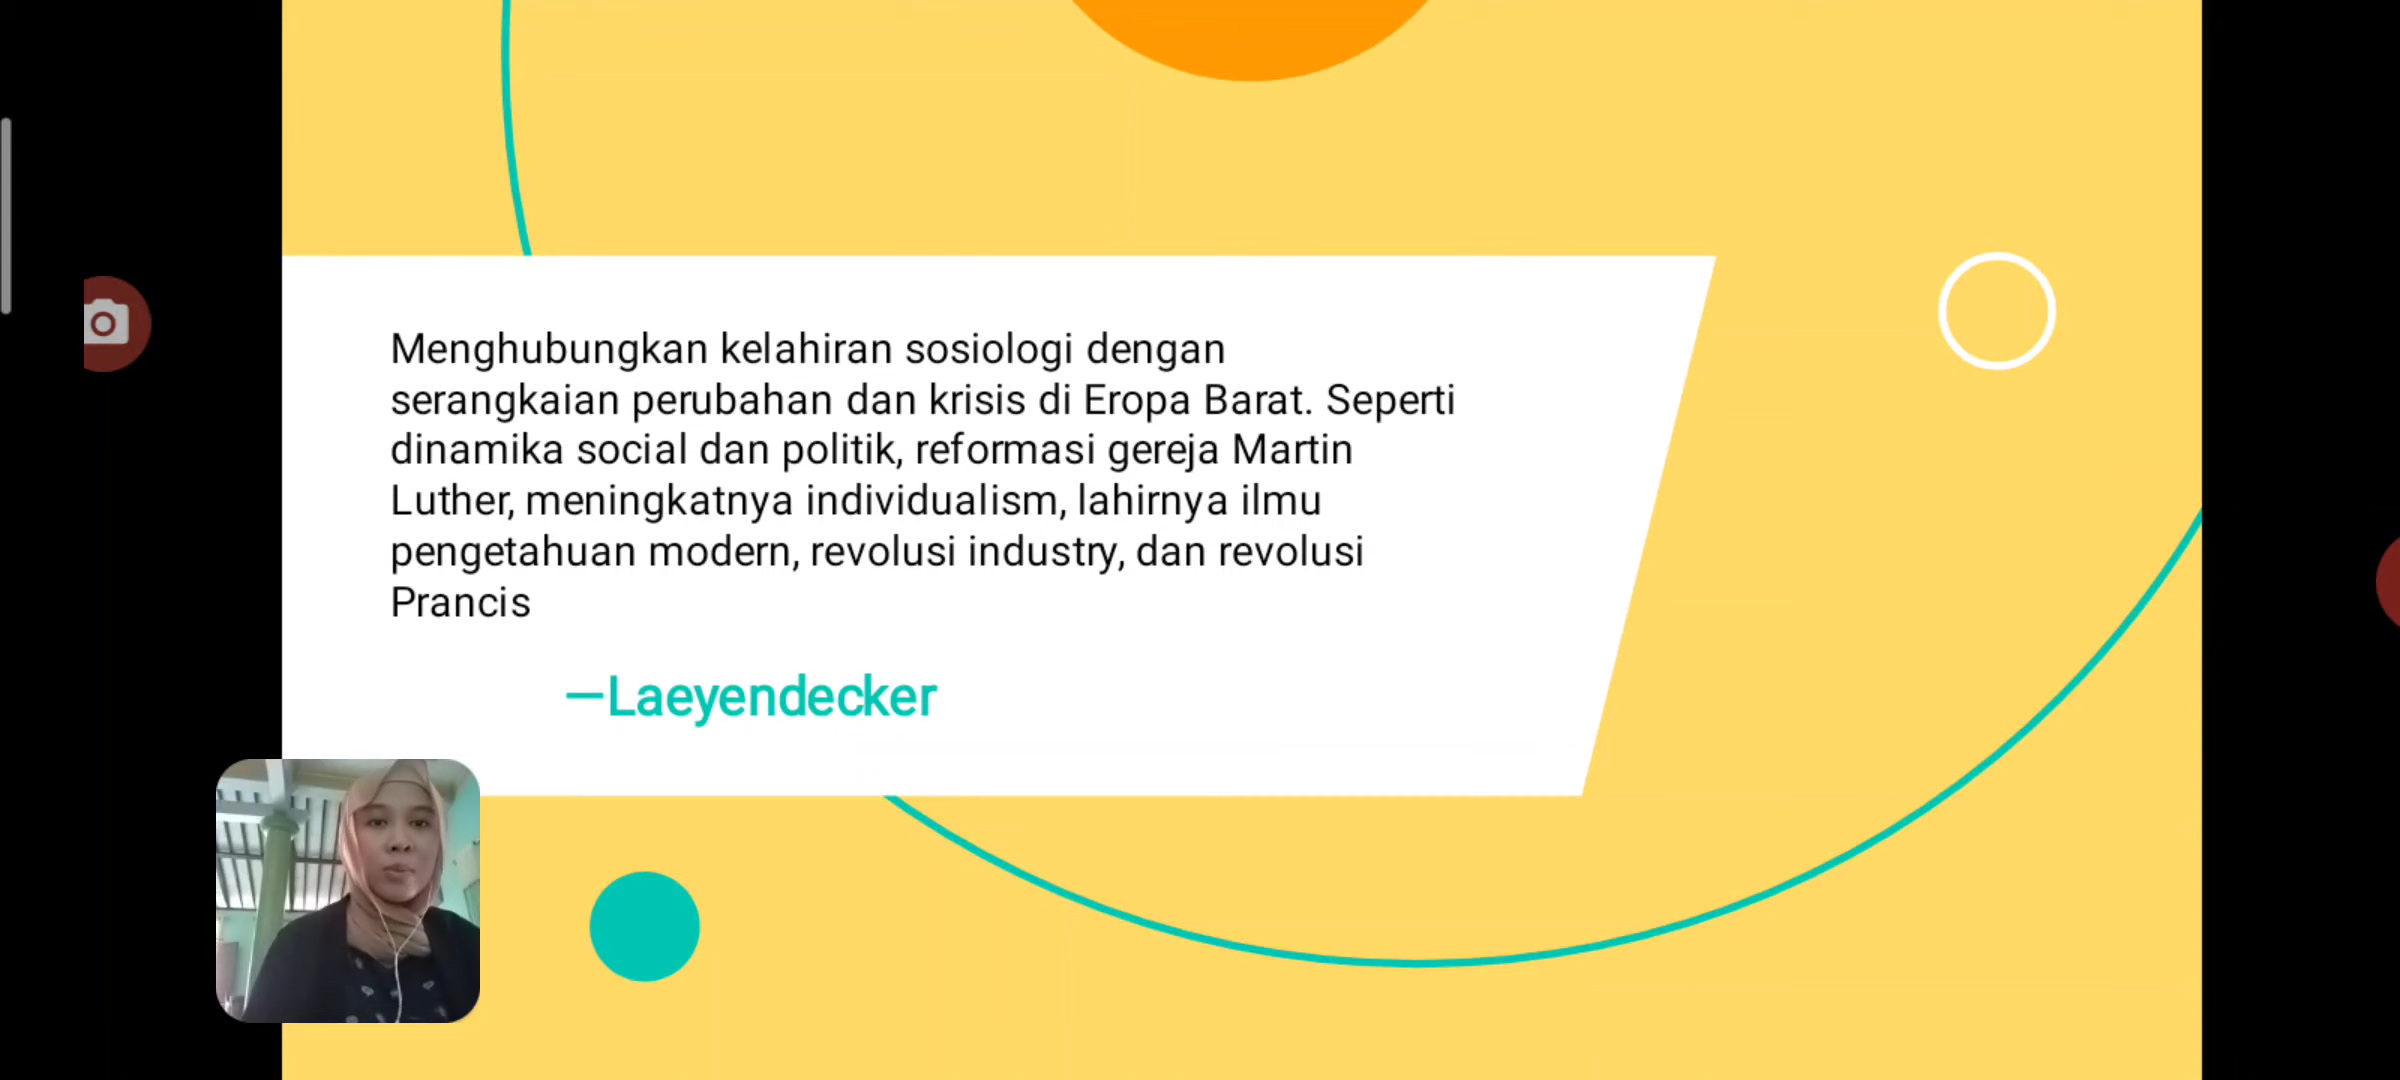 Menghubungkan kelahiran sosiologi dengan
serangkaian perubahan dan krisis di Eropa Barat. Seperti
dinamika social dan politik, reformasi gereja Martin
Luther, meningkatnya individualism, lahirnya ilmu
pengetahuan modern, revolusi industry, dan revolusi
Prancis
—Laeyendecker